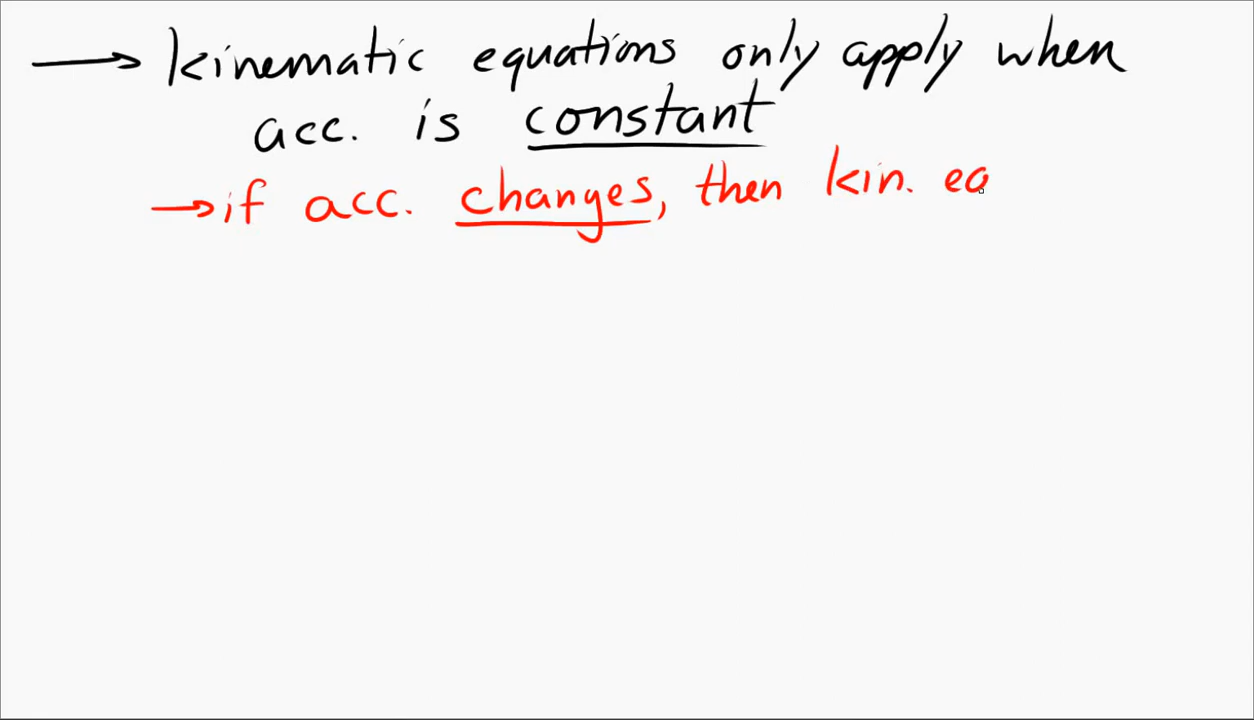 → kinematic equations only apply when
acc. is constant
→ if acc. changes, then kin. eq